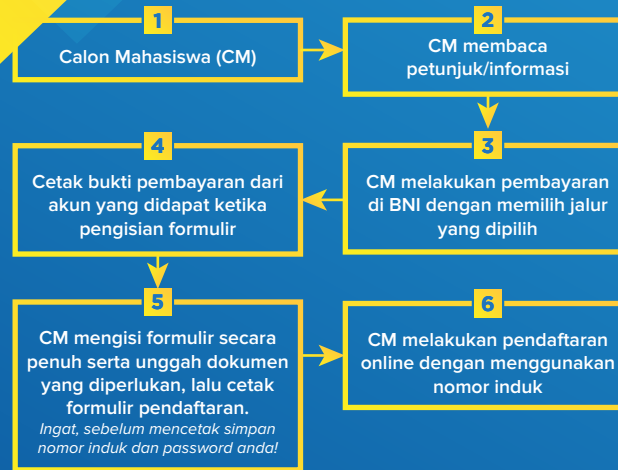 1
Calon Mahasiswa (CM)
2
CM membaca
petunjuk/informasi
3
CM melakukan pembayaran
di BNI dengan memilih jalur
yang dipilih
4
Cetak bukti pembayaran dari
akun yang didapat ketika
pengisian formulir
5
CM mengisi formulir secara
penuh serta unggah dokumen
yang diperlukan, lalu cetak
formulir pendaftaran.
Ingat, sebelum mencetak simpan
nomor induk dan password anda!
6
CM melakukan pendaftaran
online dengan menggunakan
nomor induk